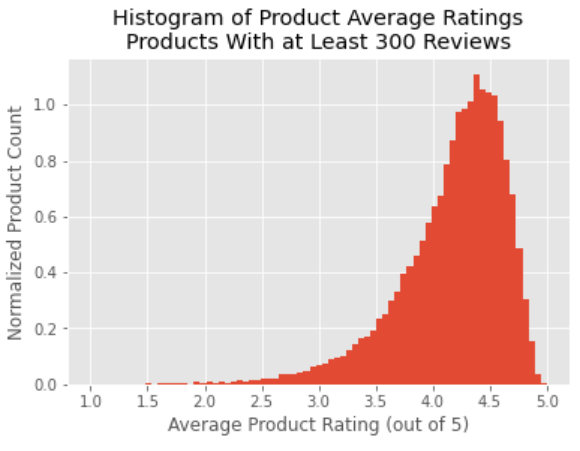 Histogram of Product Average Ratings
Products With at Least 300 Reviews
Normalized Product Count
1.0
0.8
0.6
0.4
0.2
0.0
1.0 1.5 2.0 2.5 3.0 3.5 4.0 4.5 5.0
Average Product Rating (out of 5)